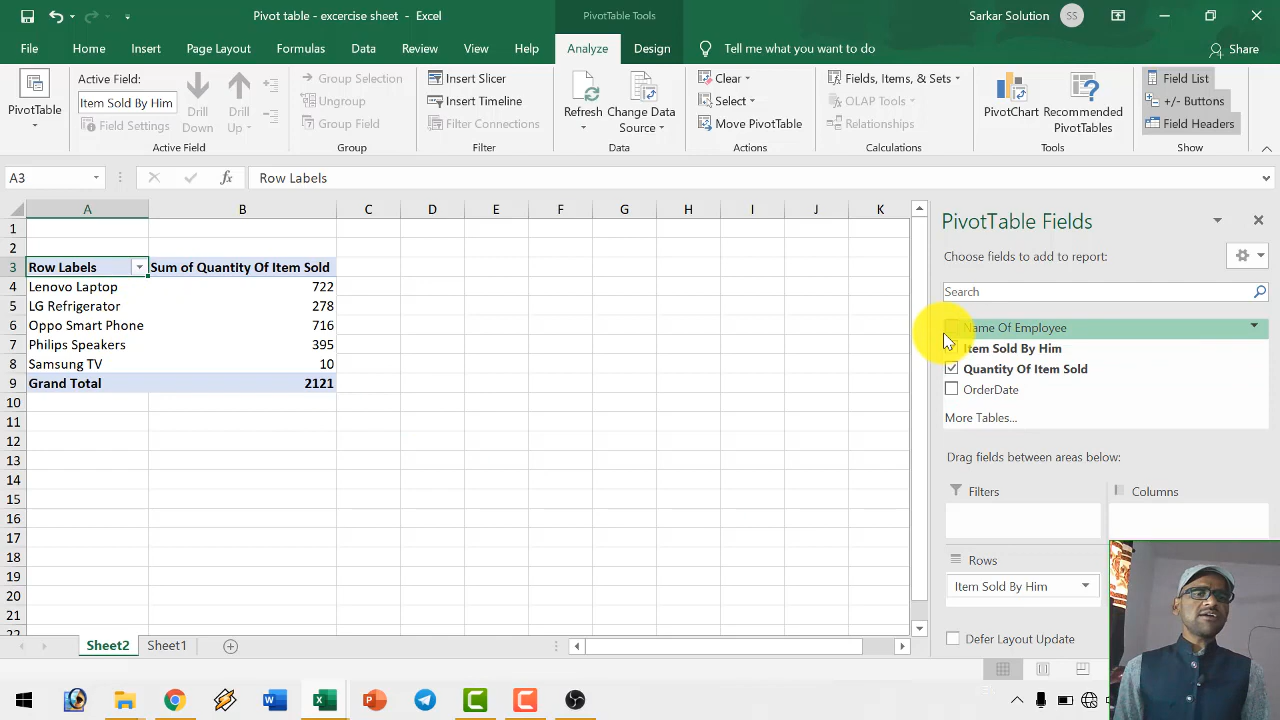 Pivot table - excercise sheet - Excel
PivotTable Tools
Sarkar Solution
SS
File
Home
Insert
Page Layout
Formulas
Data
Review
View
Help
Analyze
Design
Tell me what you want to do
Share
PivotTable
Active Field:
Item Sold By Him
Field Settings
Drill Down
Drill Up
Active Field
Group Selection
Ungroup
Group Field
Group
Insert Slicer
Insert Timeline
Filter Connections
Filter
Refresh
Change Data Source
Data
Clear
Select
Move PivotTable
Actions
Fields, Items, & Sets
OLAP Tools
Relationships
Calculations
PivotChart
Recommended PivotTables
Tools
Field List
+/- Buttons
Field Headers
Show
A3
fx
Row Labels
A B C D E F G H I J K
1
2
3 Row Labels Sum of Quantity Of Item Sold
4 Lenovo Laptop 722
5 LG Refrigerator 278
6 Oppo Smart Phone 716
7 Philips Speakers 395
8 Samsung TV 10
9 Grand Total 2121
10
11
12
13
14
15
16
17
18
19
20
21
22
PivotTable Fields
Choose fields to add to report:
Search
Name Of Employee
Item Sold By Him
Quantity Of Item Sold
OrderDate
More Tables...
Drag fields between areas below:
Filters
Columns
Rows
Item Sold By Him
Defer Layout Update
Sheet2
Sheet1